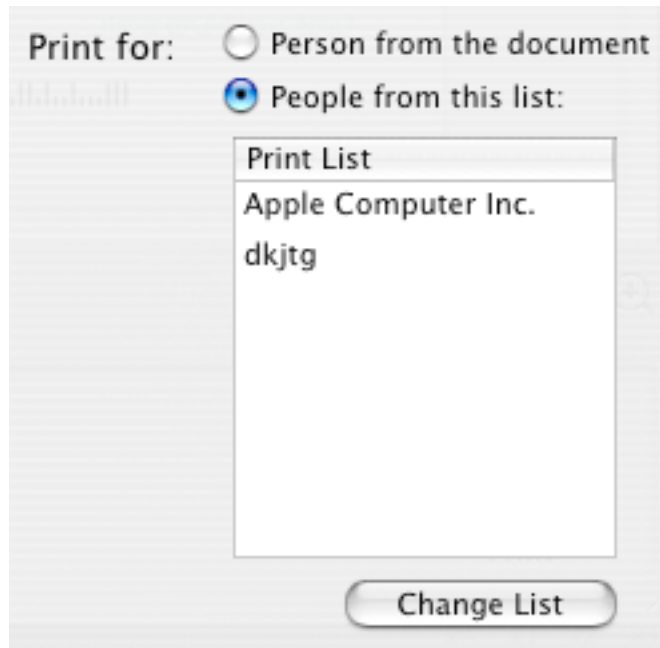 Print for:
Person from the document
People from this list:
Print List
Apple Computer Inc.
dkjtg
Change List